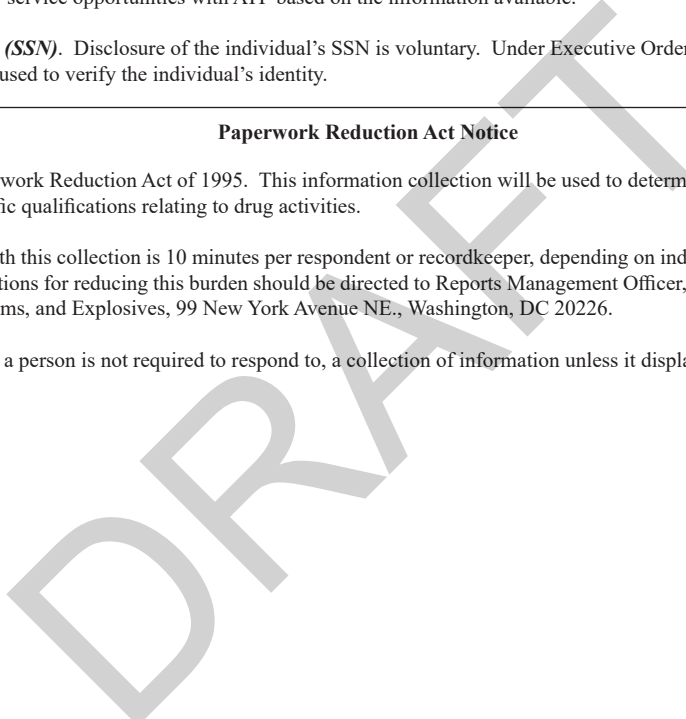 service opportunities with ATF based on the information available.
(SSN). Disclosure of the individual’s SSN is voluntary. Under Executive Order
used to verify the individual’s identity.
Paperwork Reduction Act Notice
work Reduction Act of 1995. This information collection will be used to determ
fic qualifications relating to drug activities.
th this collection is 10 minutes per respondent or recordkeeper, depending on ind
tions for reducing this burden should be directed to Reports Management Officer,
ms, and Explosives, 99 New York Avenue NE., Washington, DC 20226.
a person is not required to respond to, a collection of information unless it displa
DRAFT